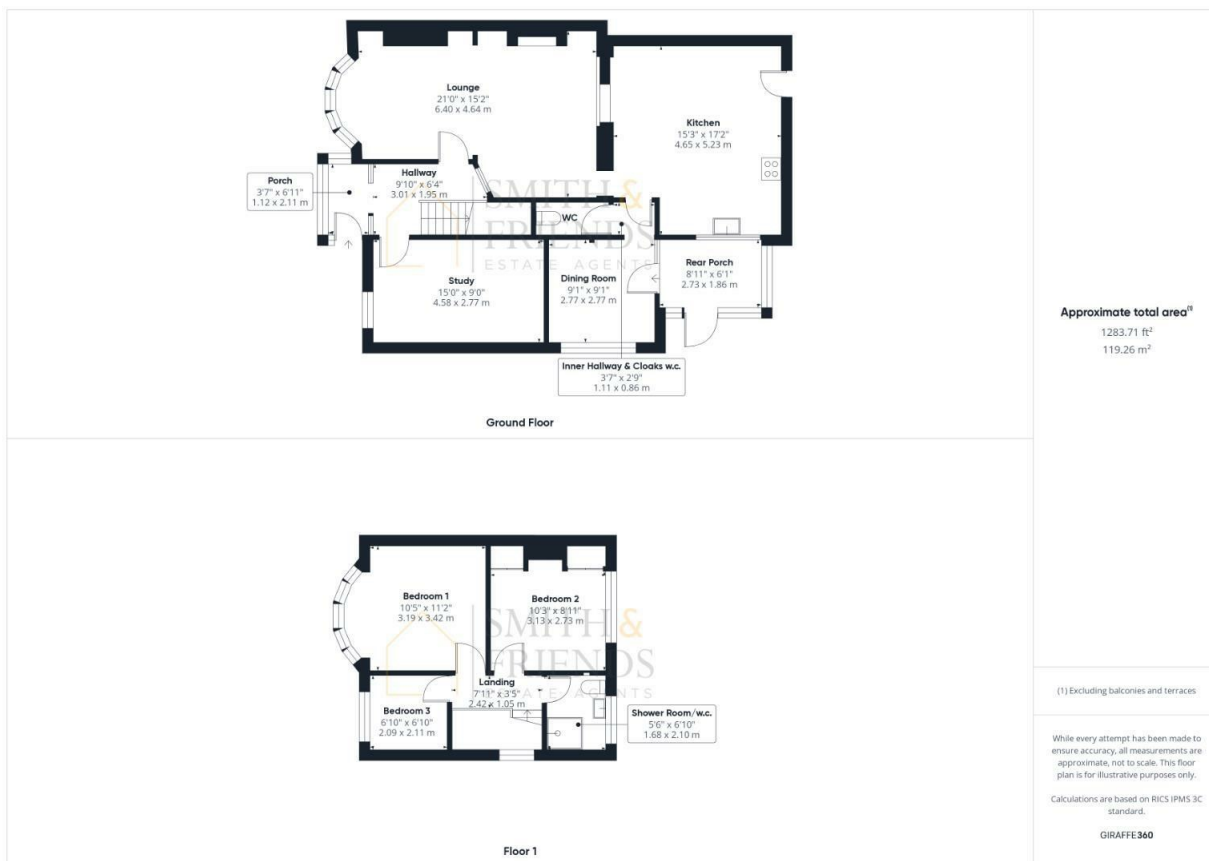 Lounge
21'0" x 15'2"
6.40 x 4.64 m
Kitchen
15'3" x 17'2"
4.65 x 5.23 m
Porch
3'7" x 6'11"
1.12 x 2.11 m
Hallway
9'10" x 6'4"
3.01 x 1.95 m
WC
SMITH &
FRIENDS
ESTATE AGENTS
Study
15'0" x 9'0"
4.58 x 2.77 m
Dining Room
9'1" x 9'1"
2.77 x 2.77 m
Rear Porch
8'11" x 6'1"
2.73 x 1.86 m
Inner Hallway & Cloaks w.c.
3'7" x 2'9"
1.11 x 0.86 m
Ground Floor
Bedroom 1
10'5" x 11'2"
3.19 x 3.42 m
Bedroom 2
10'3" x 8'11"
3.13 x 2.73 m
SMITH &
FRIENDS
ESTATE AGENTS
Landing
7'11" x 3'5"
2.42 x 1.05 m
Bedroom 3
6'10" x 6'10"
2.09 x 2.11 m
Shower Room/w.c.
5'6" x 6'10"
1.68 x 2.10 m
Floor 1
Approximate total area(1)
1283.71 ft²
119.26 m²
(1) Excluding balconies and terraces
While every attempt has been made to
ensure accuracy, all measurements are
approximate, not to scale. This floor
plan is for illustrative purposes only.
Calculations are based on RICS IPMS 3C
standard.
GIRAFFE360